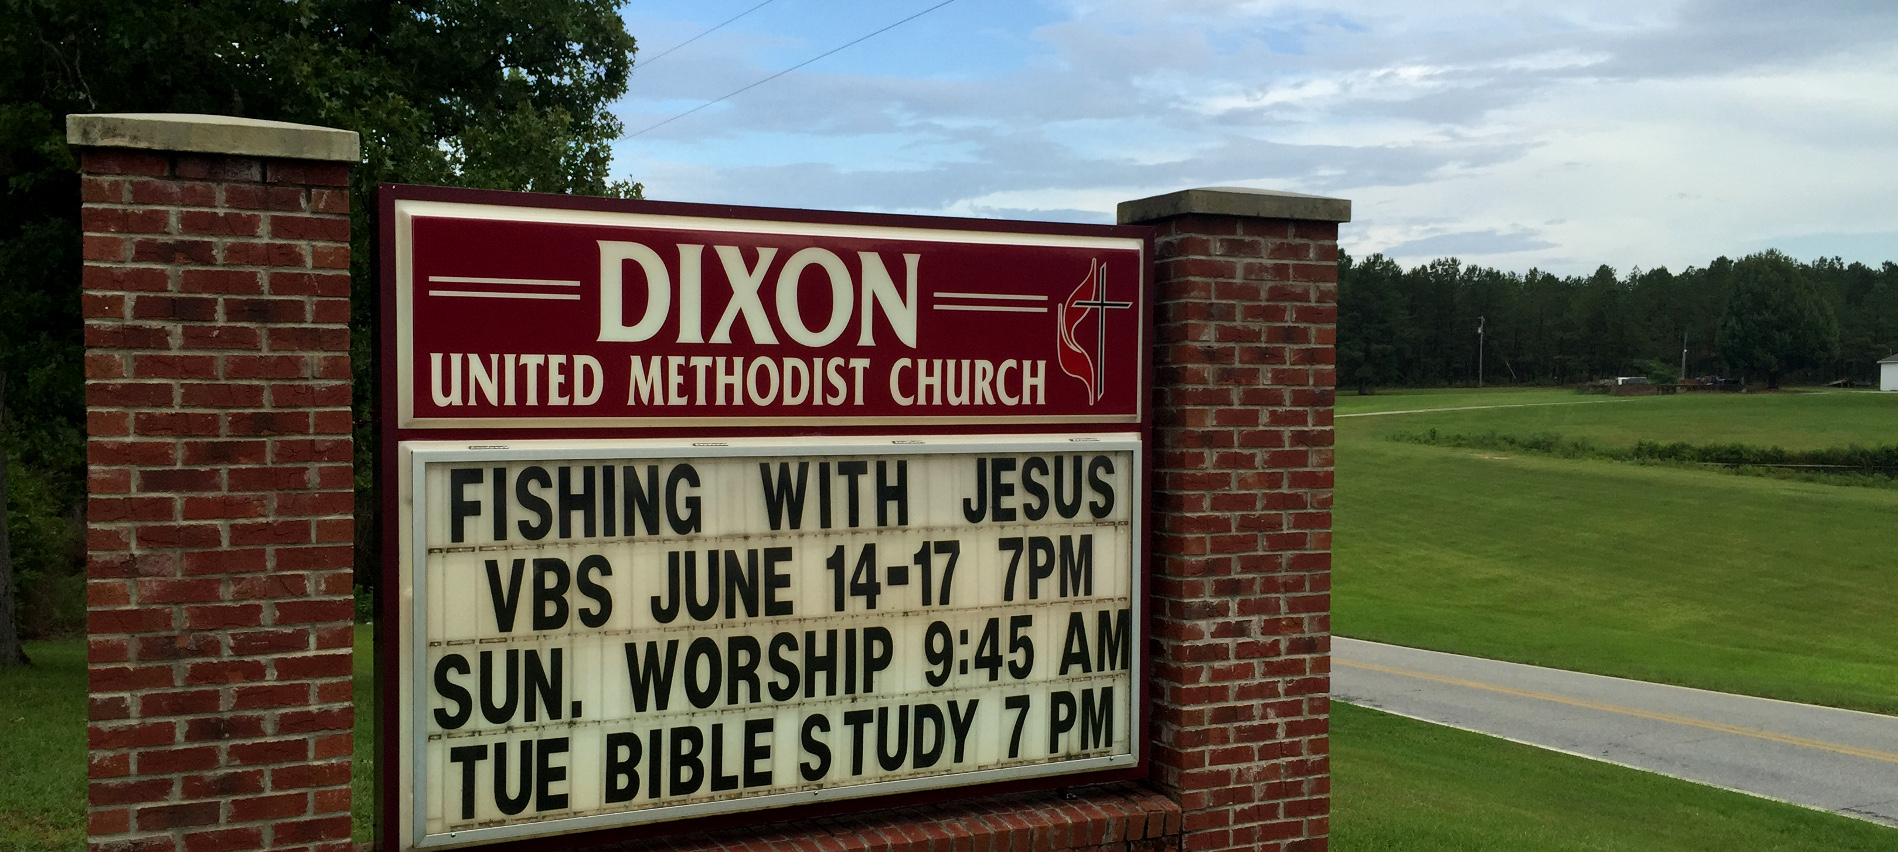 DIXON
UNITED METHODIST CHURCH
FISHING WITH JESUS
VBS JUNE 14-17 7PM
SUN. WORSHIP 9:45 AM
TUE BIBLE STUDY 7 PM